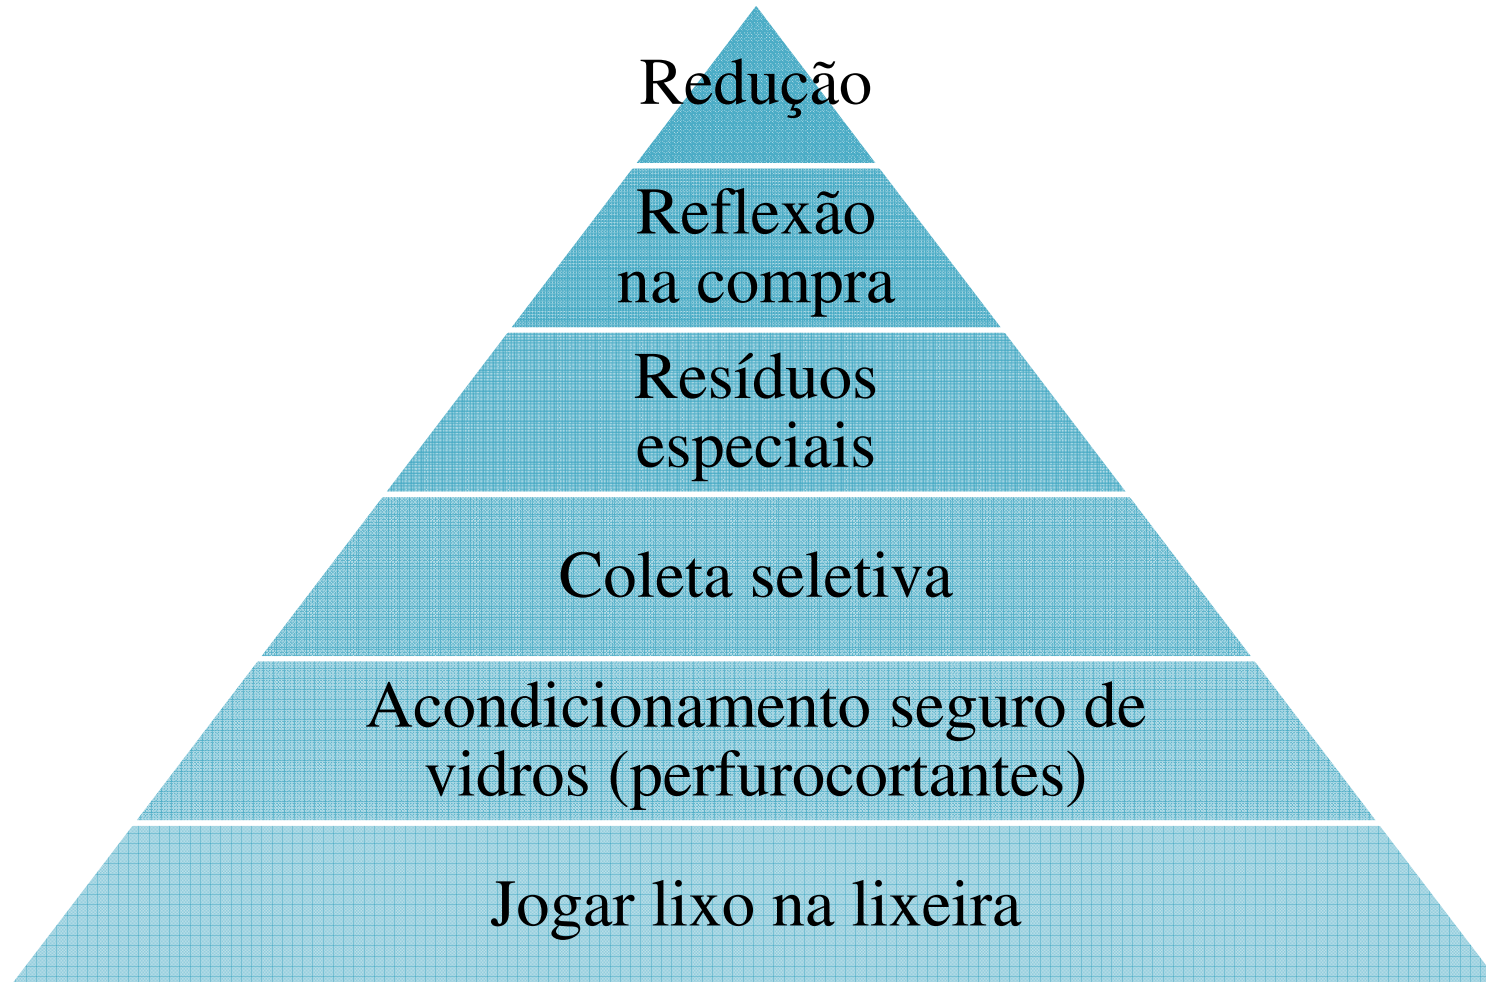 Redução
Reflexão
na compra
Resíduos
especiais
Coleta seletiva
Acondicionamento seguro de
vidros (perfurocortantes)
Jogar lixo na lixeira